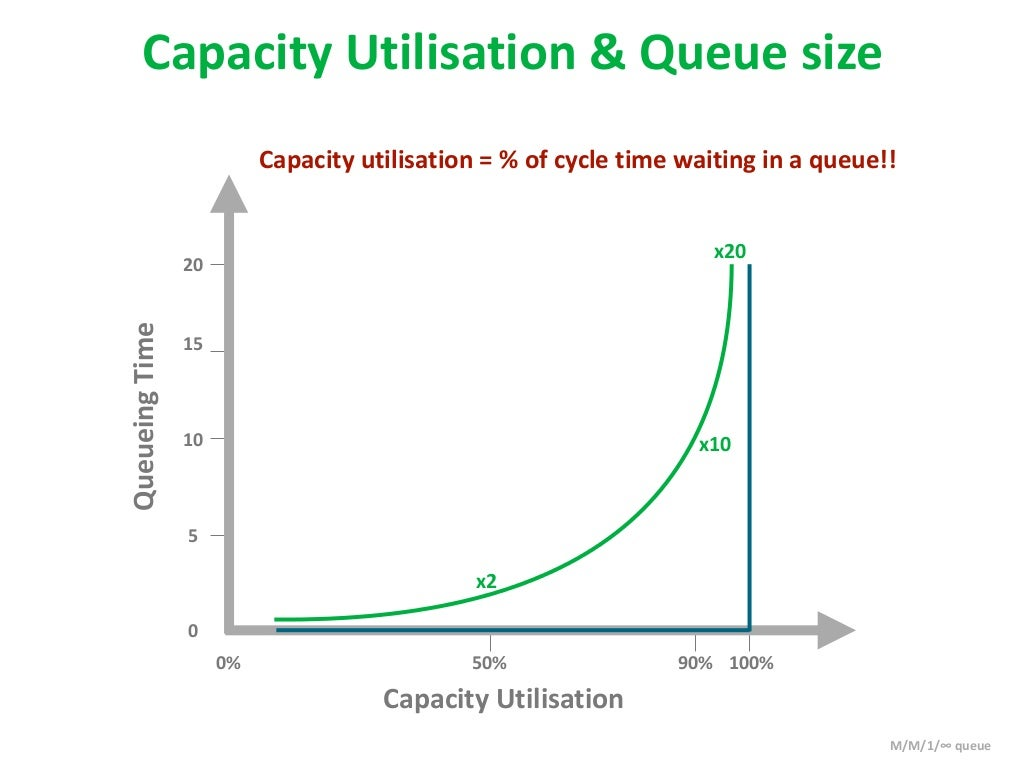 Capacity Utilisation & Queue size
Capacity utilisation = % of cycle time waiting in a queue!!
x20
20
15
Queueing Time
10
x10
5
x2
0
0%
50%
90%
100%
Capacity Utilisation
M/M/1/∞ queue